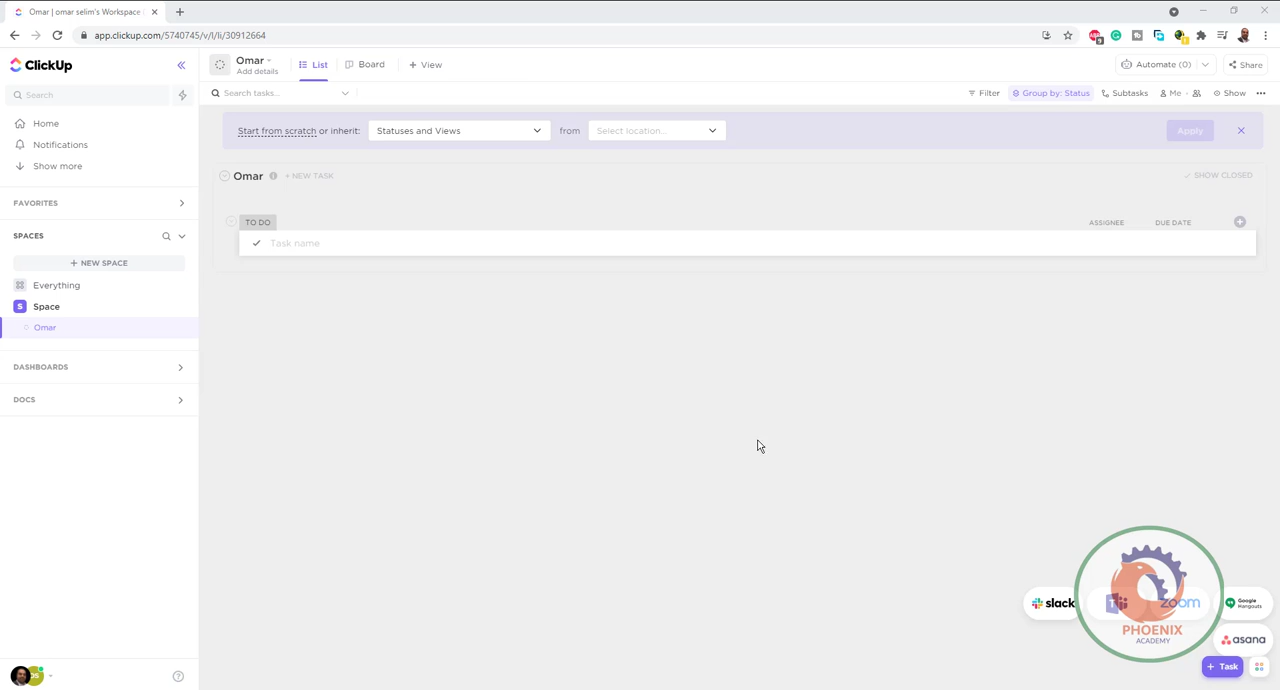 Omar | omar selim's Workspace
app.clickup.com/5740745/v/l/li/30912664
ClickUp
Search
Home
Notifications
Show more
FAVORITES
SPACES
+ NEW SPACE
Everything
S Space
Omar
DASHBOARDS
DOCS
Omar
Add details
List
Board
+ View
Automate (0)
Share
Search tasks...
Filter
Group by: Status
Subtasks
Me
Show
Start from scratch or inherit:
Statuses and Views
from
Select location...
Apply
Omar
+ NEW TASK
SHOW CLOSED
TO DO
ASSIGNEE
DUE DATE
Task name
slack
zoom
Google Hangouts
PHOENIX
ACADEMY
asana
+ Task